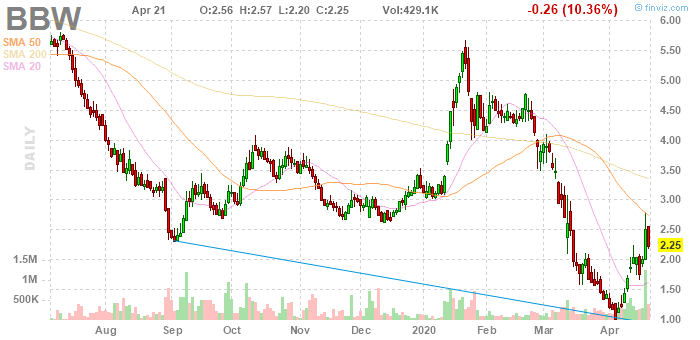 BBW
Apr 21 O:2.56 H:2.57 L:2.20 C:2.25 Vol:429.1K -0.26 (10.36%)
© finviz.com
SMA 50
SMA 200
SMA 20
DAILY
5.50
5.00
4.50
4.00
3.50
3.00
2.50
2.25
2.00
1.50
1.00
1.5M
1M
500K
Aug Sep Oct Nov Dec 2020 Feb Mar Apr